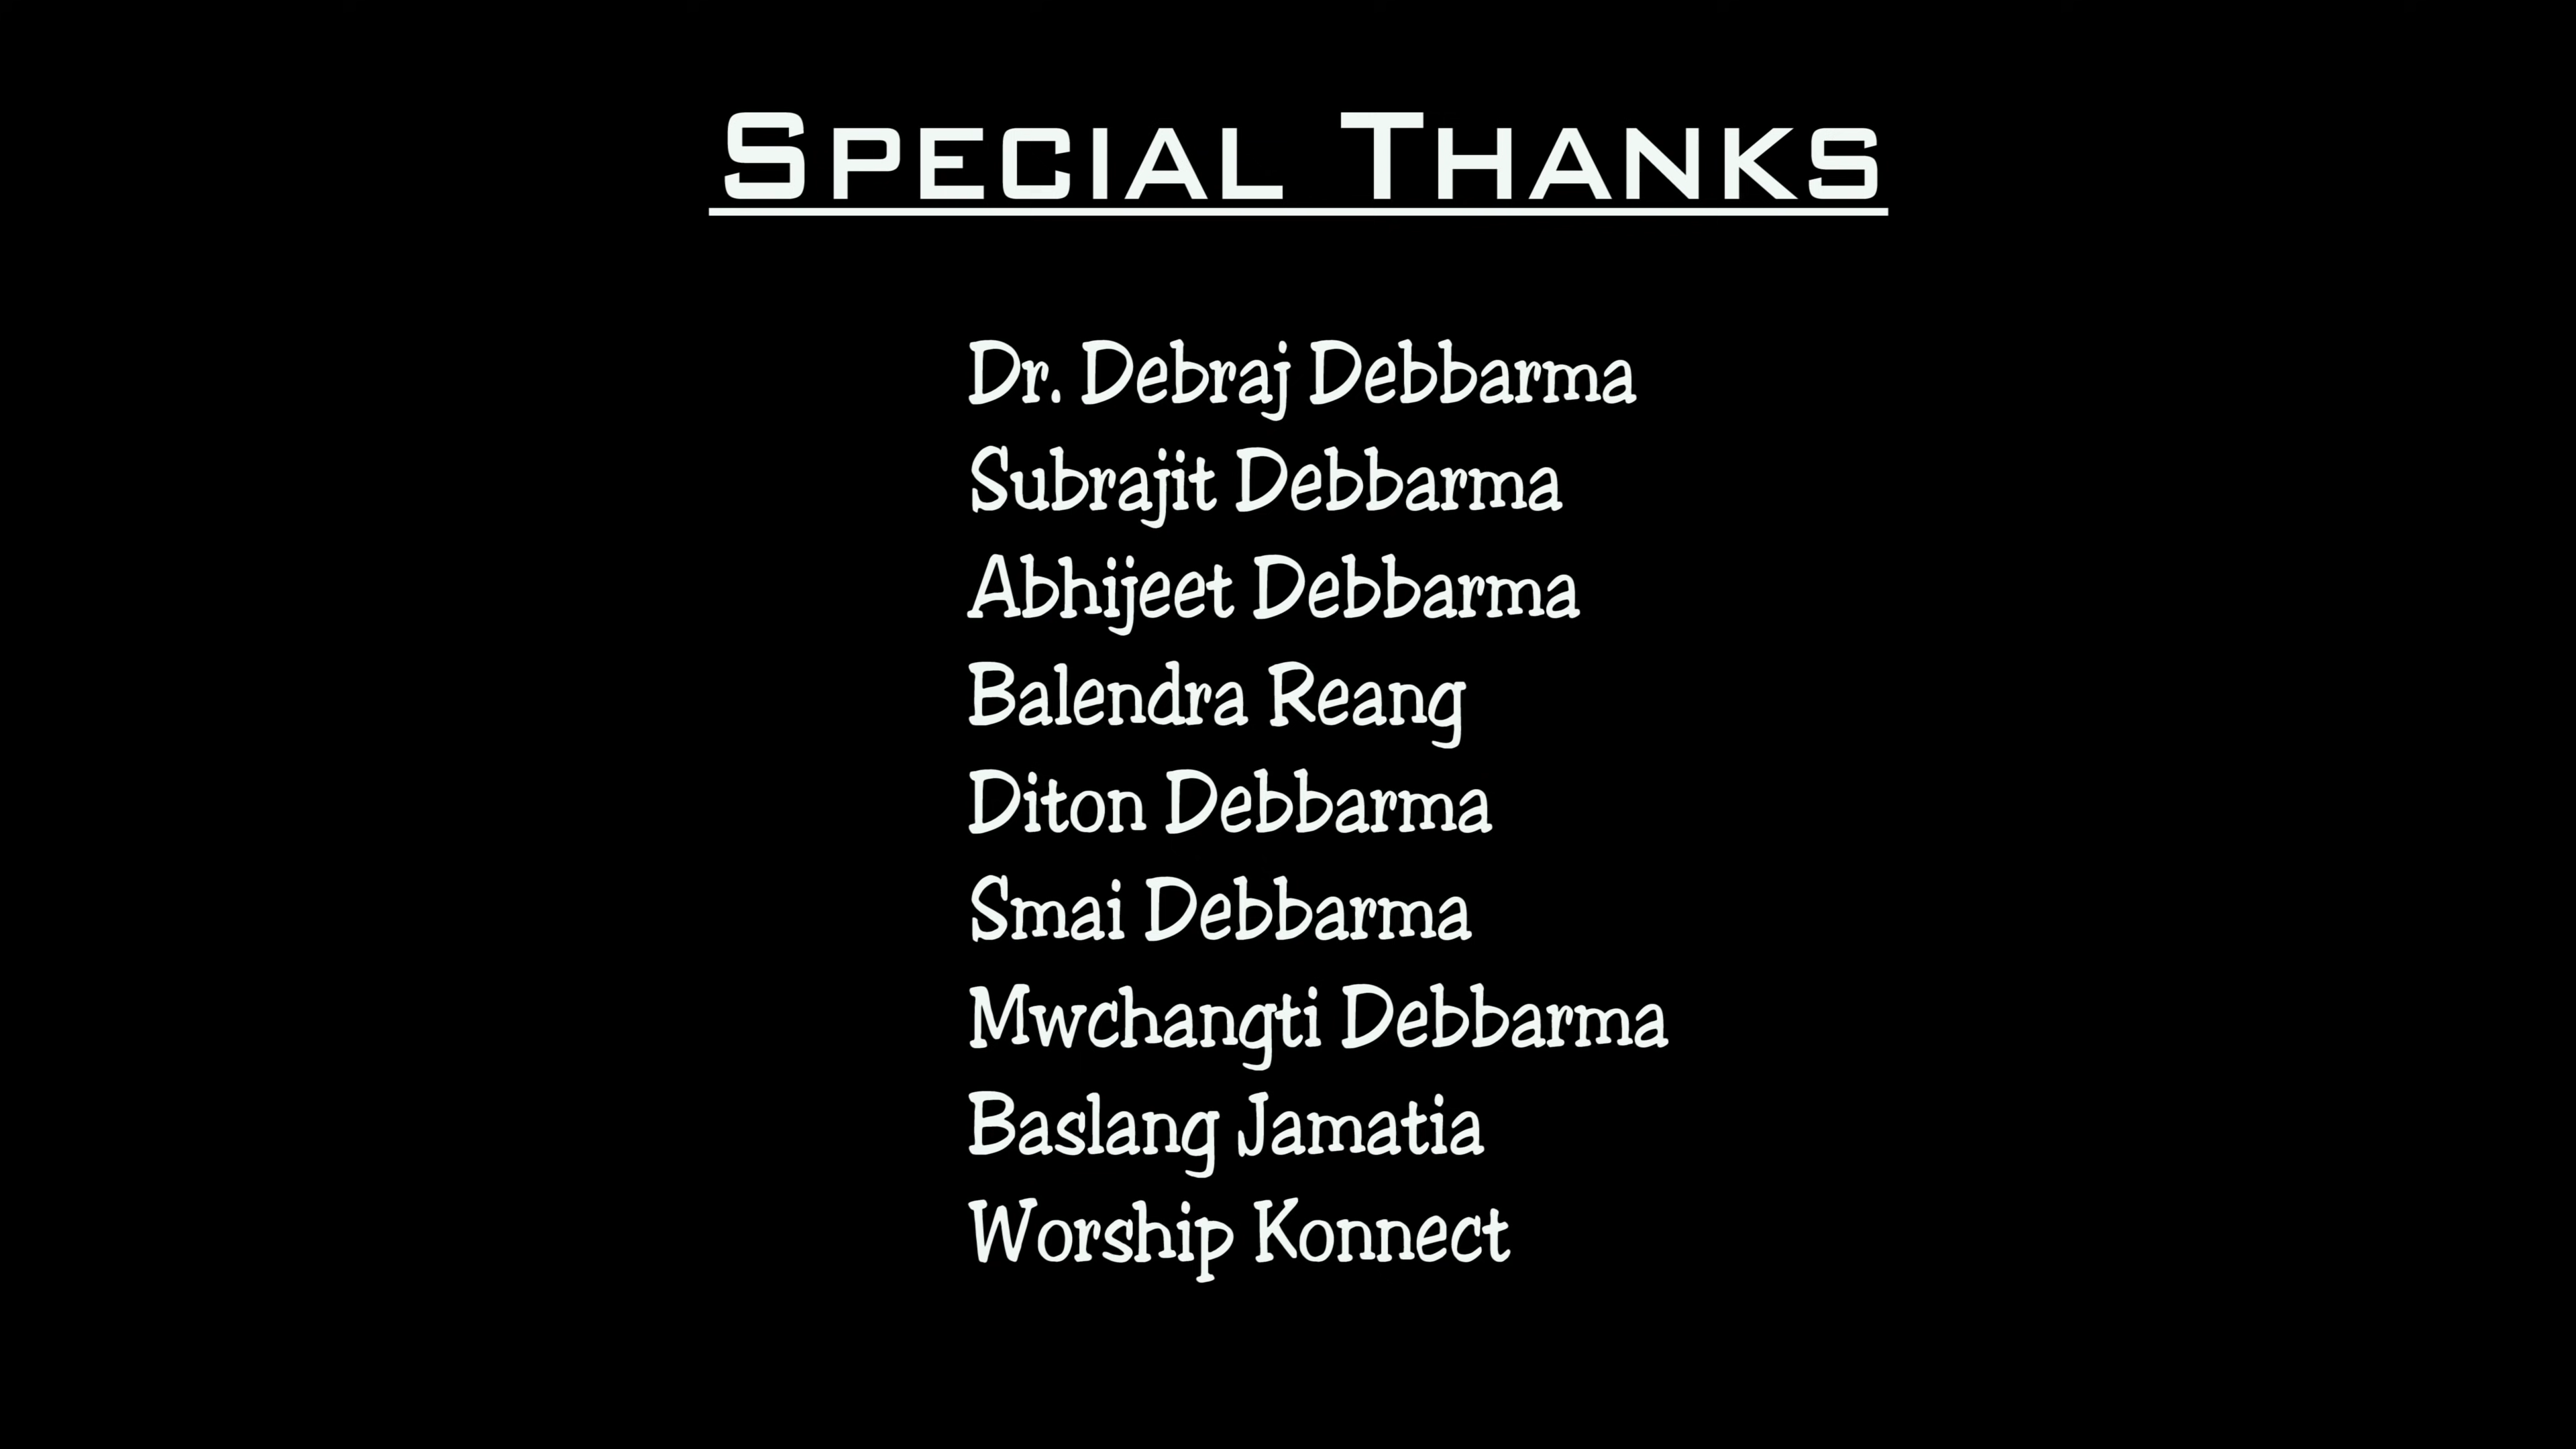 Special Thanks
Dr. Debraj Debbarma
Subrajit Debbarma
Abhijeet Debbarma
Balendra Reang
Diton Debbarma
Smai Debbarma
Mwchangti Debbarma
Baslang Jamatia
Worship Konnect